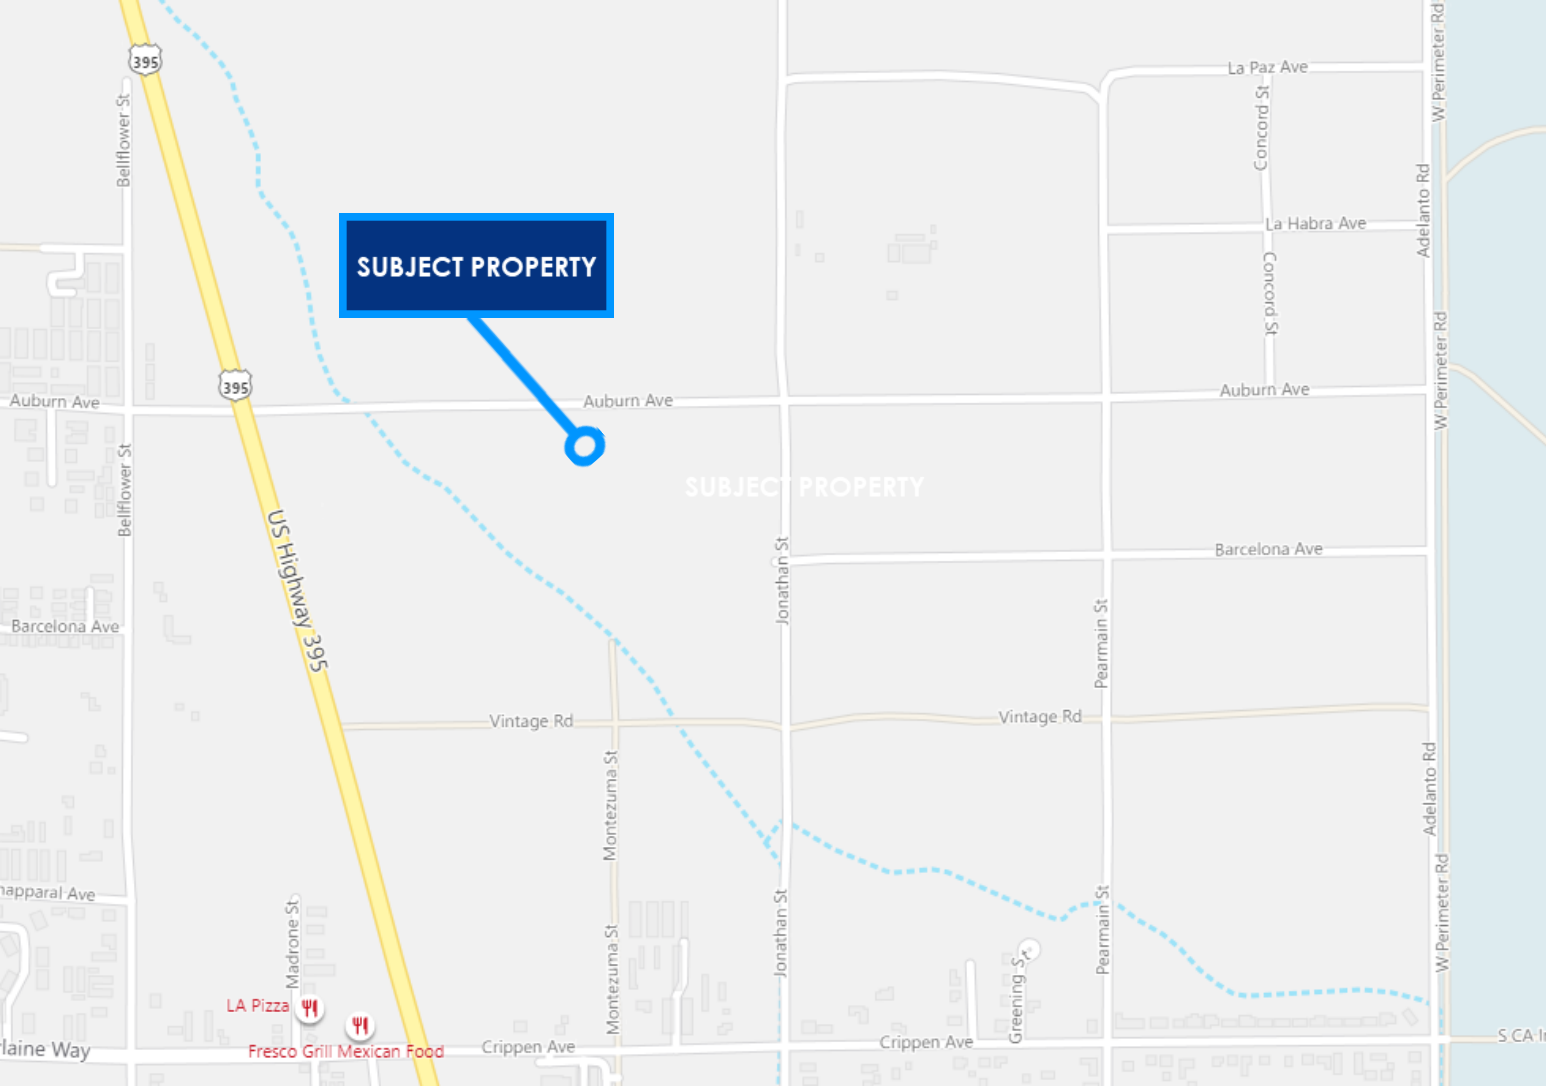 W Perimeter Rd
395
La Paz Ave
Bellflower St
Concord St
Adelanto Rd
La Habra Ave
SUBJECT PROPERTY
Concord St
W Perimeter Rd
395
Auburn Ave
Auburn Ave
Auburn Ave
Bellflower St
SUBJECT PROPERTY
US Highway 395
Jonathan St
Barcelona Ave
Barcelona Ave
Pearmain St
Vintage Rd
Vintage Rd
Montezuma St
Adelanto Rd
W Perimeter Rd
happaral Ave
Madrone St
Jonathan St
Pearmain St
Montezuma St
Greening St
LA Pizza
Fresco Grill Mexican Food
rlaine Way
Crippen Ave
Crippen Ave
S CA